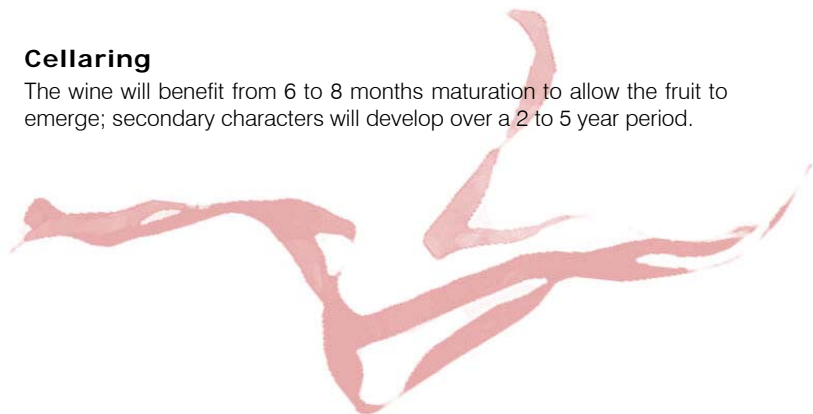 Cellaring
The wine will benefit from 6 to 8 months maturation to allow the fruit to
emerge; secondary characters will develop over a 2 to 5 year period.